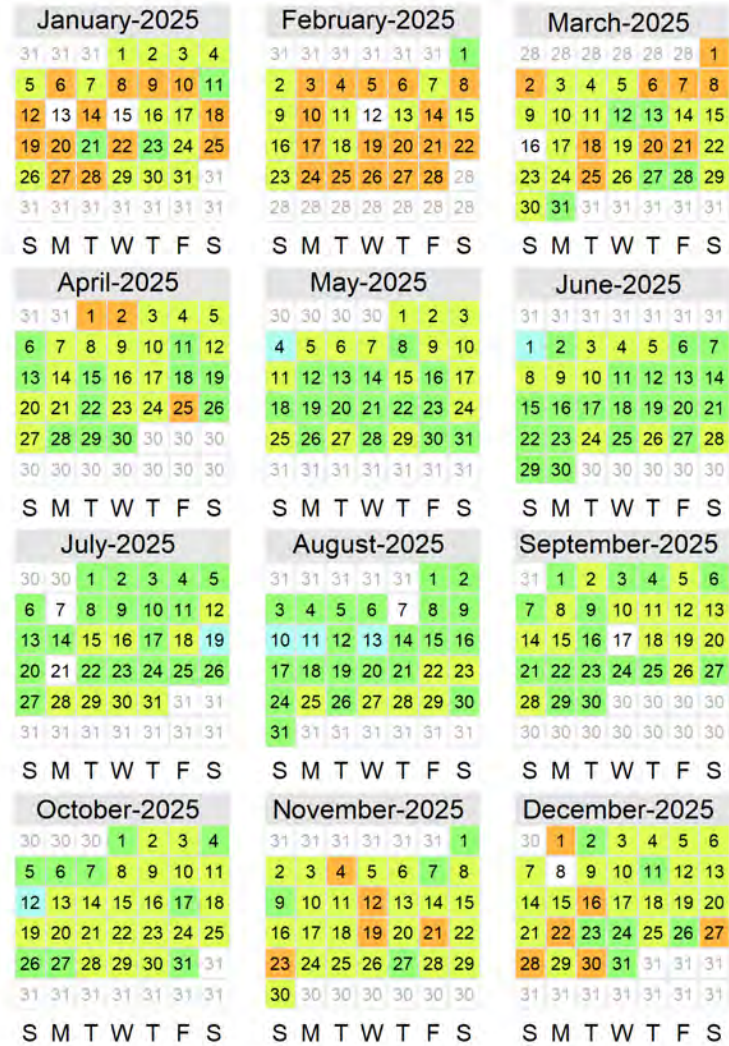 January-2025 February-2025 March-2025
31 31 31 1 2 3 4 31 31 31 31 31 31 1 28 28 28 28 28 28 1
5 6 7 8 9 10 11 2 3 4 5 6 7 8 2 3 4 5 6 7 8
12 13 14 15 16 17 18 9 10 11 12 13 14 15 9 10 11 12 13 14 15
19 20 21 22 23 24 25 16 17 18 19 20 21 22 16 17 18 19 20 21 22
26 27 28 29 30 31 31 23 24 25 26 27 28 28 23 24 25 26 27 28 29
31 31 31 31 31 31 31 28 28 28 28 28 28 28 30 31 31 31 31 31 31
S M T W T F S S M T W T F S S M T W T F S
April-2025 May-2025 June-2025
31 31 1 2 3 4 5 30 30 30 30 1 2 3 31 31 31 31 31 31 31
6 7 8 9 10 11 12 4 5 6 7 8 9 10 1 2 3 4 5 6 7
13 14 15 16 17 18 19 11 12 13 14 15 16 17 8 9 10 11 12 13 14
20 21 22 23 24 25 26 18 19 20 21 22 23 24 15 16 17 18 19 20 21
27 28 29 30 30 30 30 25 26 27 28 29 30 31 22 23 24 25 26 27 28
30 30 30 30 30 30 30 31 31 31 31 31 31 31 29 30 30 30 30 30 30
S M T W T F S S M T W T F S S M T W T F S
July-2025 August-2025 September-2025
30 30 1 2 3 4 5 31 31 31 31 31 1 2 31 1 2 3 4 5 6
6 7 8 9 10 11 12 3 4 5 6 7 8 9 7 8 9 10 11 12 13
13 14 15 16 17 18 19 10 11 12 13 14 15 16 14 15 16 17 18 19 20
20 21 22 23 24 25 26 17 18 19 20 21 22 23 21 22 23 24 25 26 27
27 28 29 30 31 31 31 24 25 26 27 28 29 30 28 29 30 30 30 30 30
31 31 31 31 31 31 31 31 31 31 31 31 31 31 30 30 30 30 30 30 30
S M T W T F S S M T W T F S S M T W T F S
October-2025 November-2025 December-2025
30 30 30 1 2 3 4 31 31 31 31 31 31 1 30 1 2 3 4 5 6
5 6 7 8 9 10 11 2 3 4 5 6 7 8 7 8 9 10 11 12 13
12 13 14 15 16 17 18 9 10 11 12 13 14 15 14 15 16 17 18 19 20
19 20 21 22 23 24 25 16 17 18 19 20 21 22 21 22 23 24 25 26 27
26 27 28 29 30 31 31 23 24 25 26 27 28 29 28 29 30 31 31 31 31
31 31 31 31 31 31 31 30 30 30 30 30 30 30 31 31 31 31 31 31 31
S M T W T F S S M T W T F S S M T W T F S